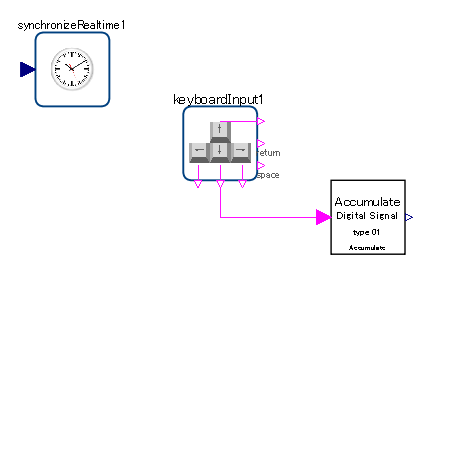 synchronizeRealtime1
keyboardInput1
return
space
Accumulate
Digital Signal
type 01
Accumulate